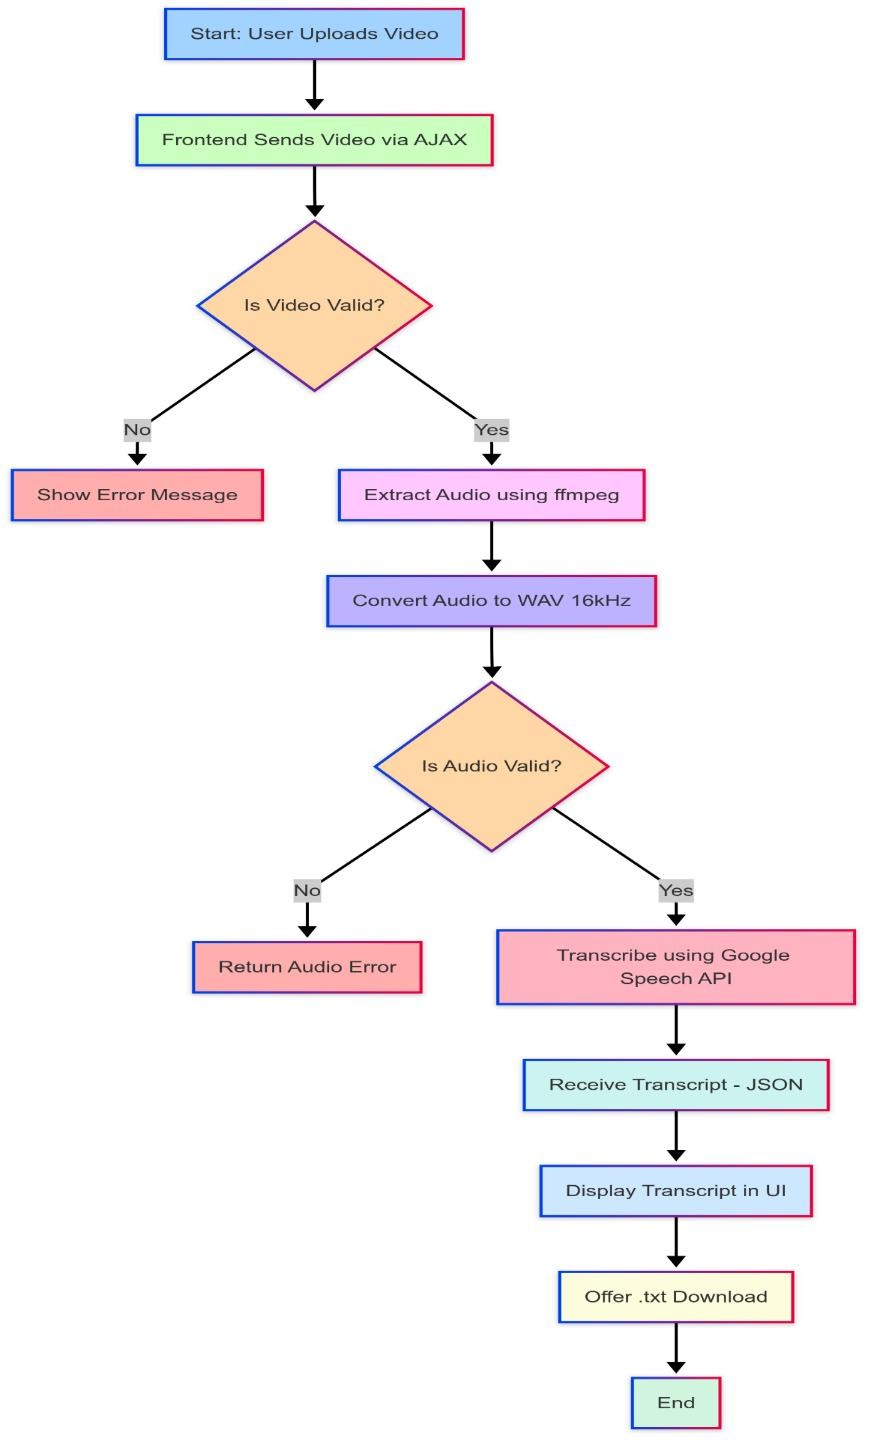 Start: User Uploads Video
Frontend Sends Video via AJAX
Is Video Valid?
No
Yes
Show Error Message
Extract Audio using ffmpeg
Convert Audio to WAV 16kHz
Is Audio Valid?
No
Yes
Return Audio Error
Transcribe using Google
Speech API
Receive Transcript - JSON
Display Transcript in UI
Offer .txt Download
End